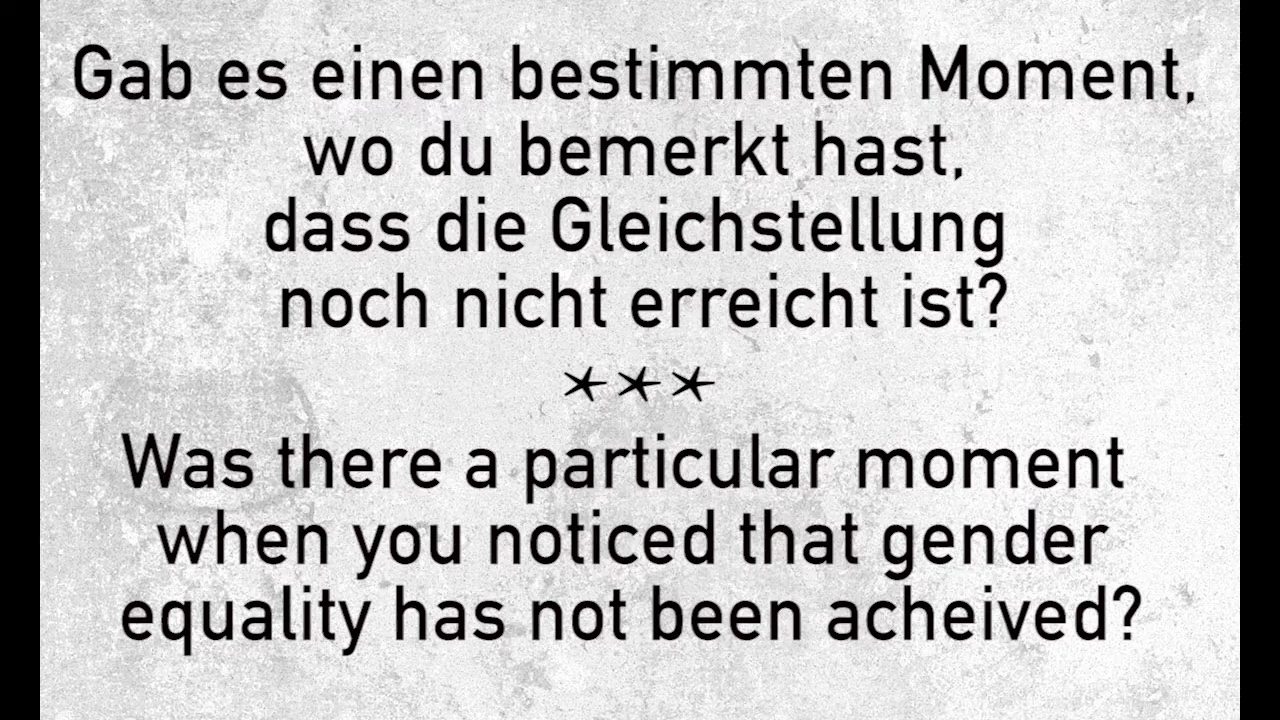 Gab es einen bestimmten Moment,
wo du bemerkt hast,
dass die Gleichstellung
noch nicht erreicht ist?
***
Was there a particular moment
when you noticed that gender
equality has not been acheived?